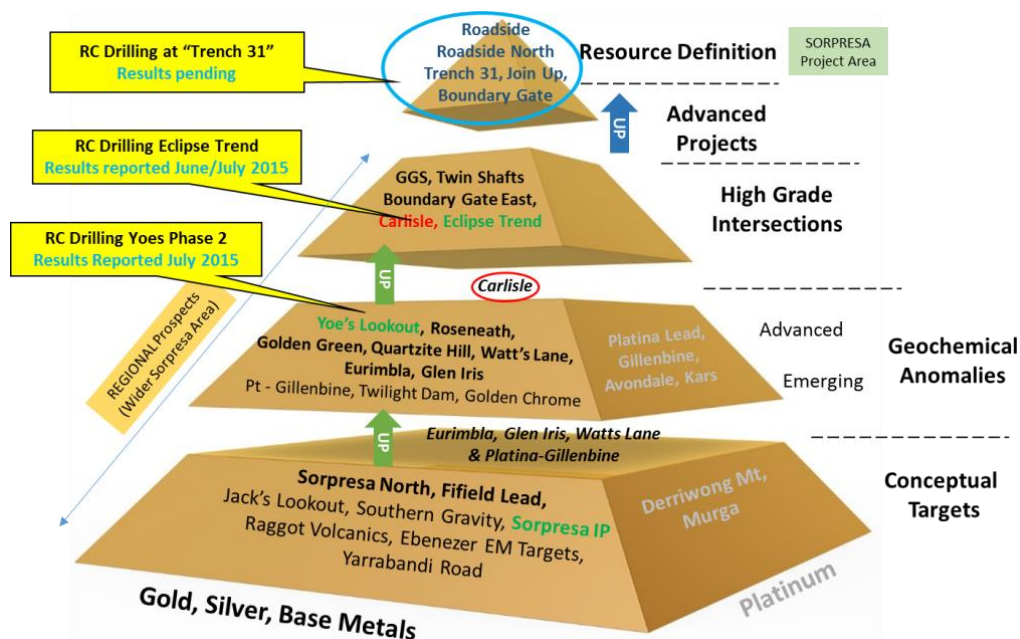 RC Drilling at “Trench 31”
Results pending
Roadside
Roadside North
Trench 31, Join Up,
Boundary Gate
Resource Definition
SORPRESA
Project Area
UP
Advanced
Projects
RC Drilling Eclipse Trend
Results reported June/July 2015
GGS, Twin Shafts
Boundary Gate East,
Carlisle, Eclipse Trend
High Grade
Intersections
RC Drilling Yoes Phase 2
Results Reported July 2015
UP
Carlisle
REGIONAL Prospects
(Wider Sorpresa Area)
Yoe's Lookout, Roseneath,
Golden Green, Quartzite Hill, Watt's Lane,
Eurimbla, Glen Iris
Pt - Gillenbine, Twilight Dam, Golden Chrome
Platina Lead,
Gillenbine,
Avondale, Kars
Advanced
Emerging
Geochemical
Anomalies
UP
Eurimbla, Glen Iris, Watts Lane
& Platina-Gillenbine
Sorpresa North, Fifield Lead,
Jack's Lookout, Southern Gravity, Sorpresa IP
Raggot Volcanics, Ebenezer EM Targets,
Yarrabandi Road
Derriwong Mt,
Murga
Conceptual
Targets
Gold, Silver, Base Metals
Platinum